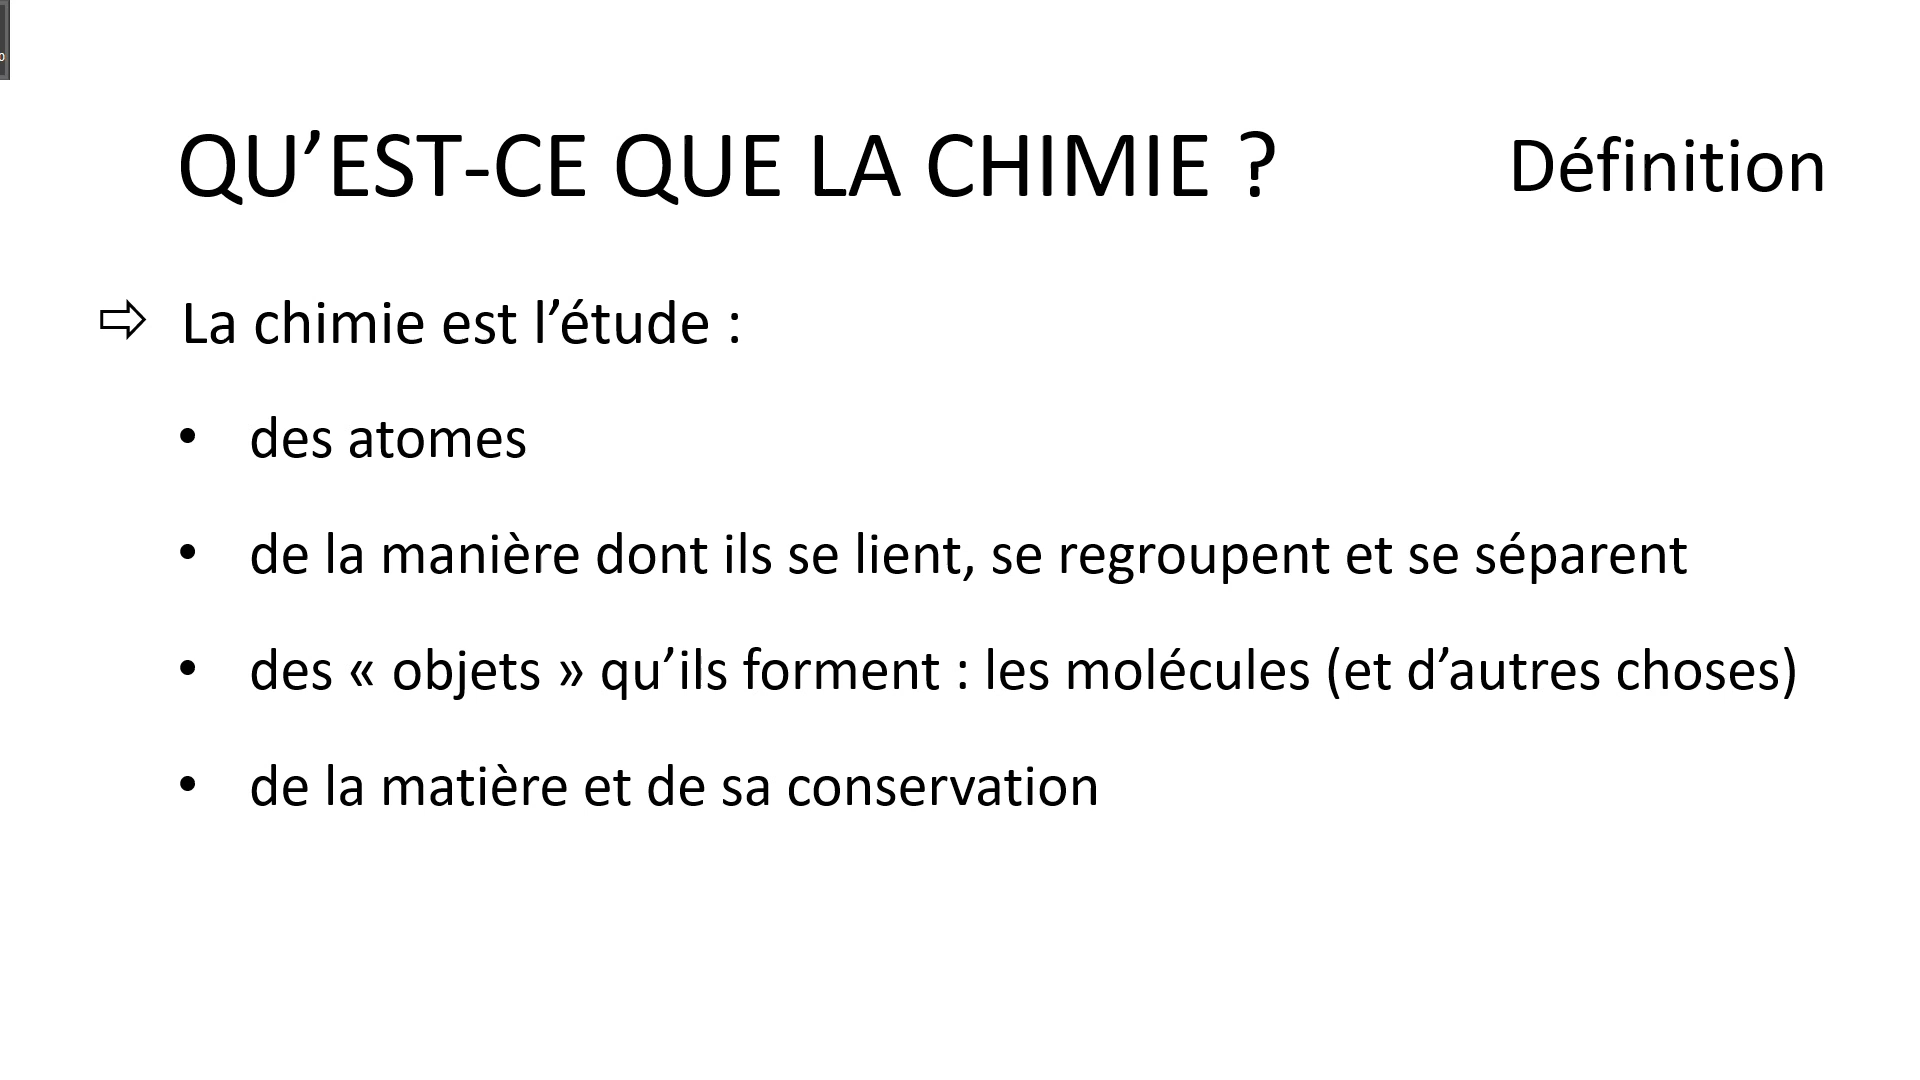 QU’EST-CE QUE LA CHIMIE ? Définition
⇨ La chimie est l’étude :
• des atomes
• de la manière dont ils se lient, se regroupent et se séparent
• des « objets » qu’ils forment : les molécules (et d’autres choses)
• de la matière et de sa conservation